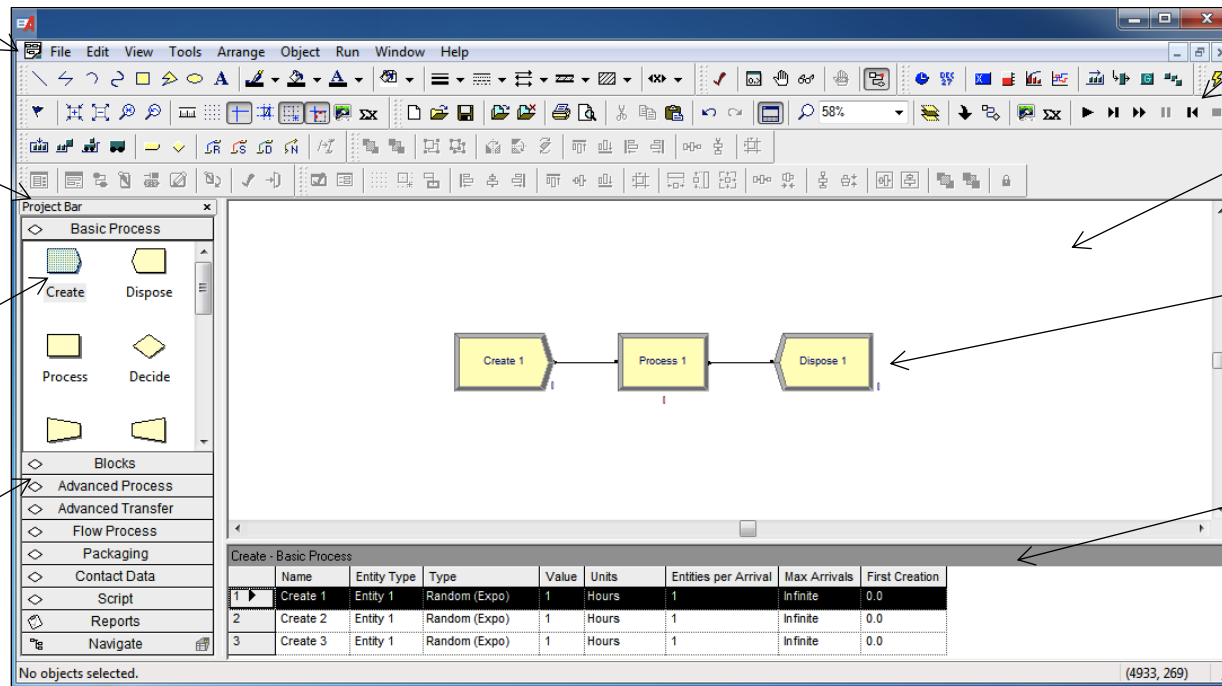 File Edit View Tools Arrange Object Run Window Help
A
58%
Project Bar
Basic Process
Create Dispose
Process Decide
Blocks
Advanced Process
Advanced Transfer
Flow Process
Packaging
Contact Data
Script
Reports
Navigate
Create 1 Process 1 Dispose 1
Create - Basic Process
Name Entity Type Type Value Units Entities per Arrival Max Arrivals First Creation
1 Create 1 Entity 1 Random (Expo) 1 Hours 1 Infinite 0.0
2 Create 2 Entity 1 Random (Expo) 1 Hours 1 Infinite 0.0
3 Create 3 Entity 1 Random (Expo) 1 Hours 1 Infinite 0.0
No objects selected. (4933, 269)